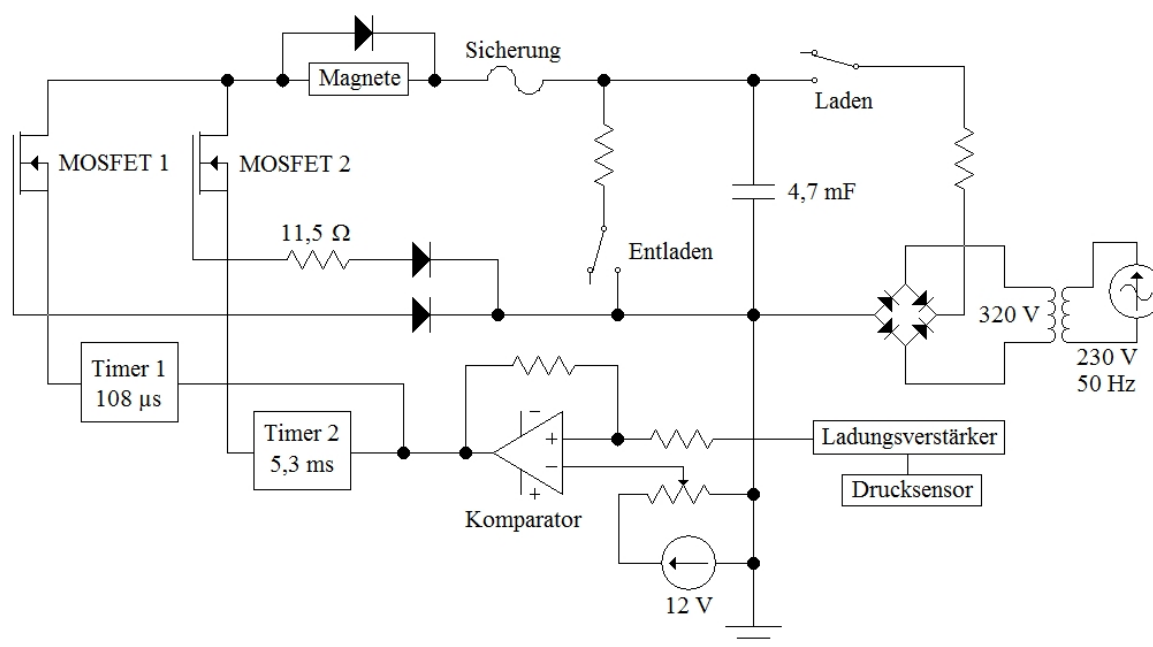 Sicherung
Magnete
Laden
MOSFET 1
MOSFET 2
4,7 mF
11,5 Ω
Entladen
320 V
230 V
50 Hz
Timer 1
108 µs
Timer 2
5,3 ms
+
−
−
+
Komparator
Ladungsverstärker
Drucksensor
12 V